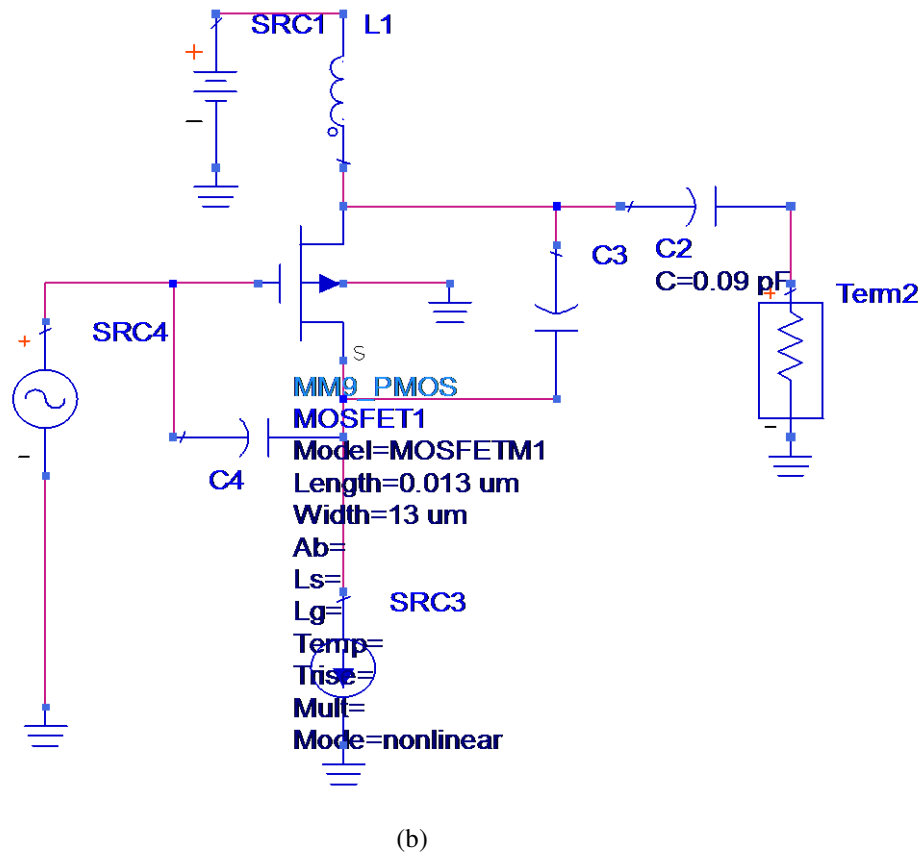 SRC1
L1
+
−
C3
C2
C=0.09 pF
+
Term2
−
SRC4
+
−
S
MM9_PMOS
MOSFET1
Model=MOSFETM1
Length=0.013 um
Width=13 um
Ab=
Ls=
Lg=
Temp=
Trise=
Mult=
Mode=nonlinear
C4
SRC3
(b)